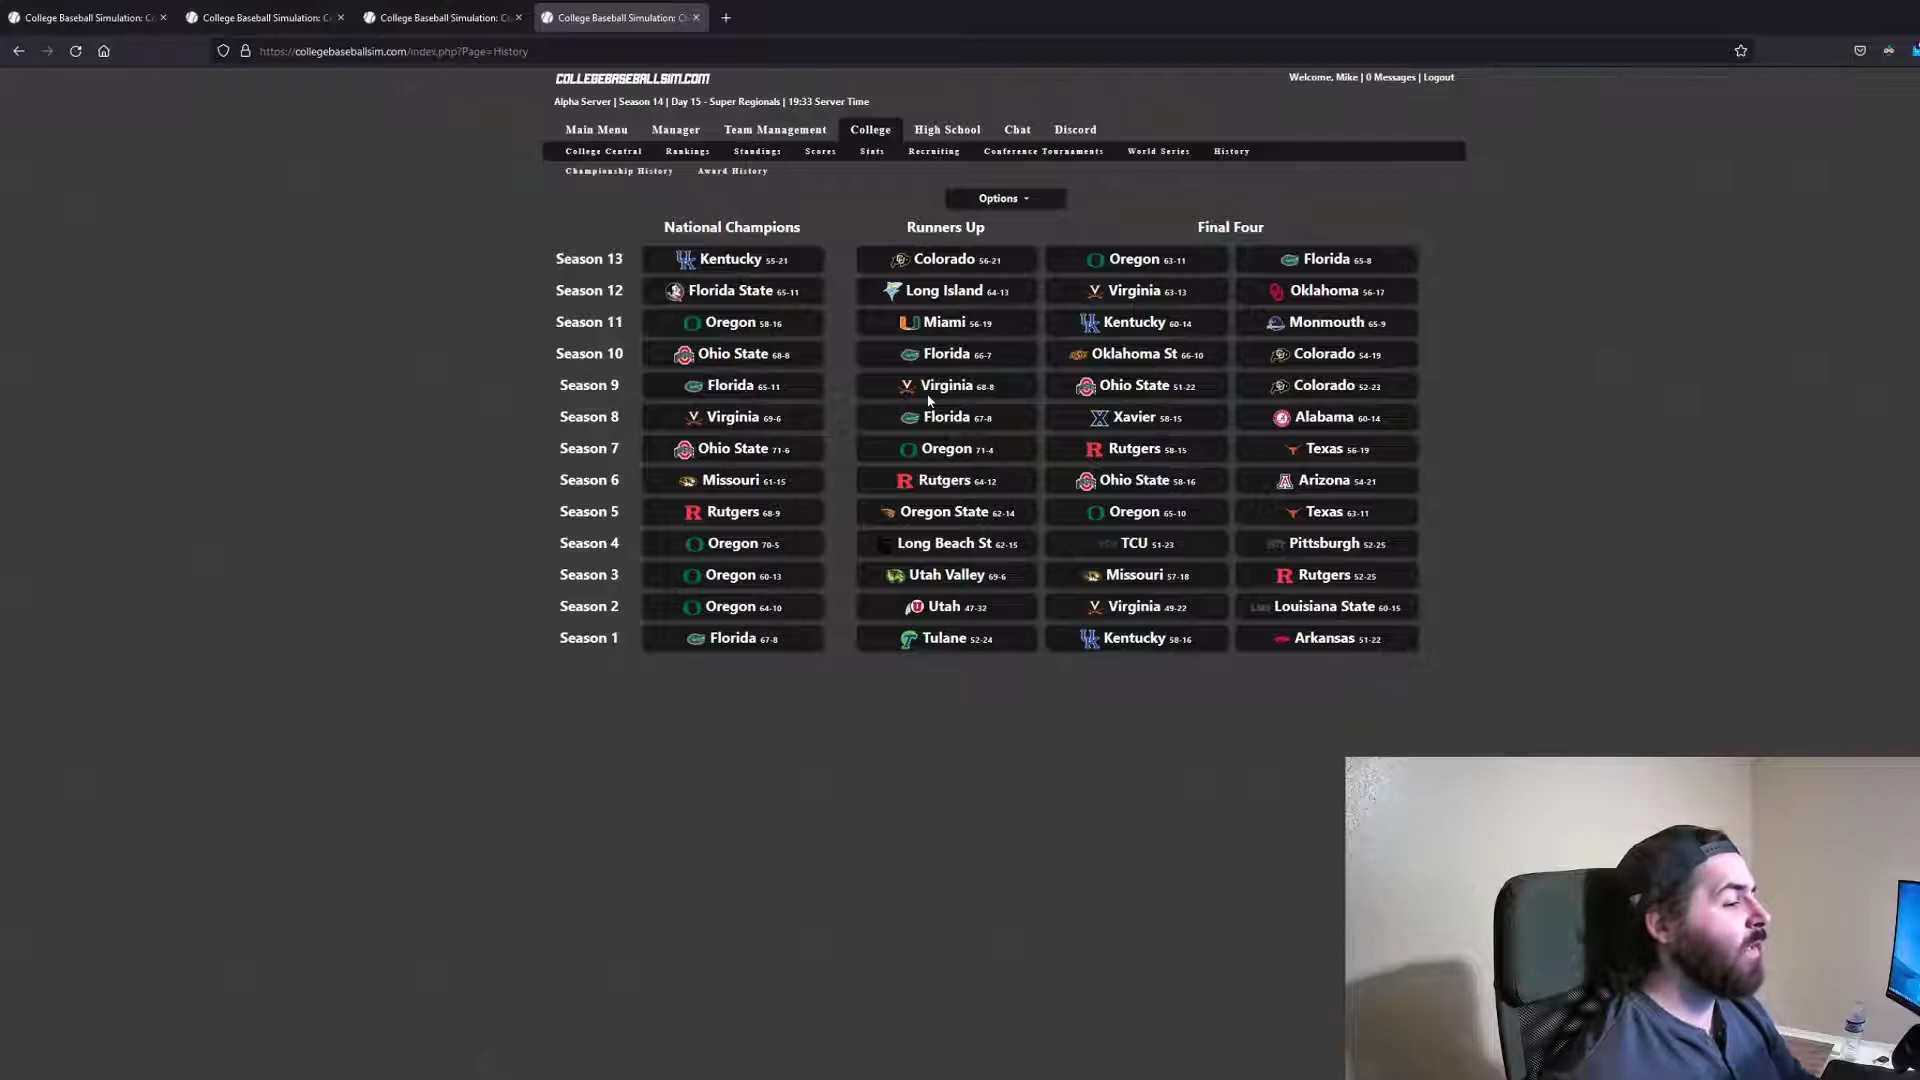 College Baseball Simulation: C College Baseball Simulation: C College Baseball Simulation: C College Baseball Simulation: C
https://collegebaseballsim.com/index.php?Page=History
COLLEGEBASEBALLSIM.COM
Welcome, Mike | 0 Messages | Logout
Alpha Server | Season 14 | Day 15 - Super Regionals | 19:33 Server Time
Main Menu Manager Team Management College High School Chat Discord
College Central Rankings Standings Scores Stats Recruiting Conference Tournaments World Series History
Championship History Award History
Options
National Champions Runners Up Final Four
Season 13 Kentucky 55-21 Colorado 56-21 Oregon 63-11 Florida 65-8
Season 12 Florida State 65-11 Long Island 64-13 Virginia 63-13 Oklahoma 56-17
Season 11 Oregon 58-16 Miami 56-19 Kentucky 60-14 Monmouth 65-9
Season 10 Ohio State 68-8 Florida 66-7 Oklahoma St 66-10 Colorado 54-19
Season 9 Florida 65-11 Virginia 68-8 Ohio State 51-22 Colorado 52-23
Season 8 Virginia 69-6 Florida 67-8 Xavier 58-15 Alabama 60-14
Season 7 Ohio State 71-6 Oregon 71-4 Rutgers 58-15 Texas 56-19
Season 6 Missouri 61-15 Rutgers 64-12 Ohio State 58-16 Arizona 54-21
Season 5 Rutgers 68-9 Oregon State 62-14 Oregon 65-10 Texas 63-11
Season 4 Oregon 70-5 Long Beach St 62-15 TCU 51-23 Pittsburgh 52-25
Season 3 Oregon 60-13 Utah Valley 69-6 Missouri 57-18 Rutgers 52-25
Season 2 Oregon 64-10 Utah 47-32 Virginia 49-22 Louisiana State 60-15
Season 1 Florida 67-8 Tulane 52-24 Kentucky 58-16 Arkansas 51-22